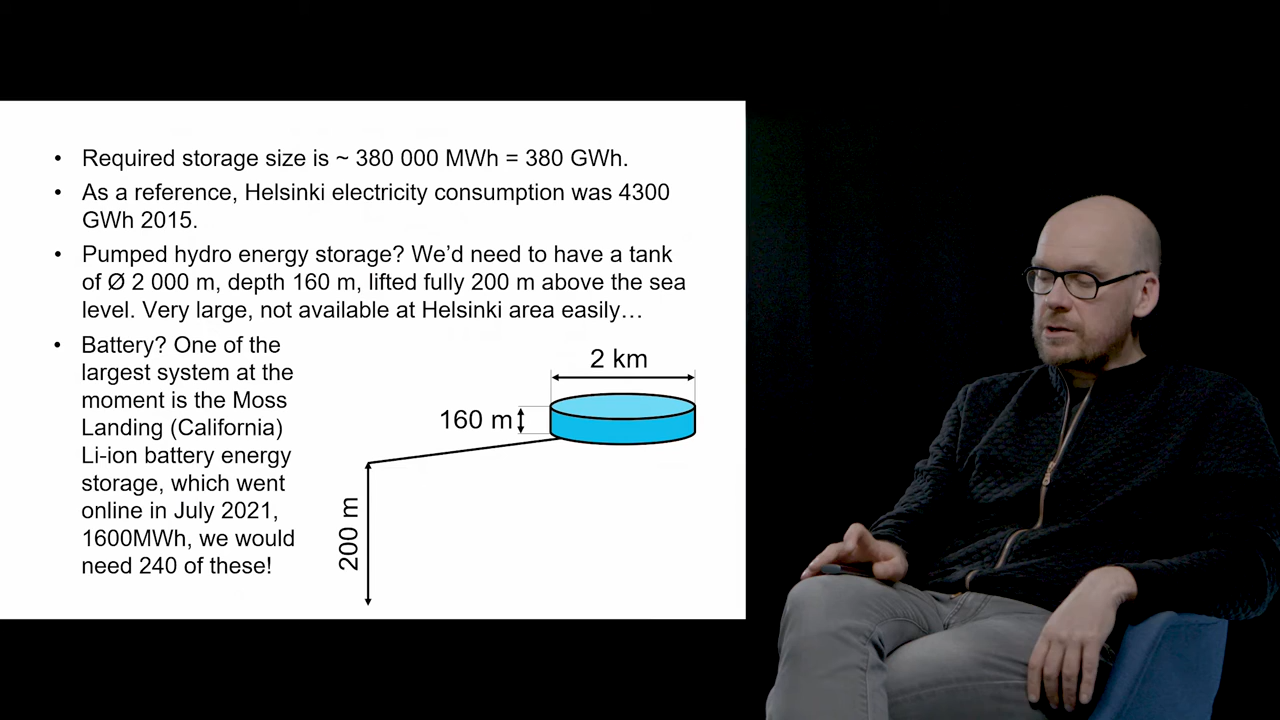 • Required storage size is ~ 380 000 MWh = 380 GWh.
• As a reference, Helsinki electricity consumption was 4300
GWh 2015.
• Pumped hydro energy storage? We’d need to have a tank
of Ø 2 000 m, depth 160 m, lifted fully 200 m above the sea
level. Very large, not available at Helsinki area easily…
• Battery? One of the
largest system at the
moment is the Moss
Landing (California)
Li-ion battery energy
storage, which went
online in July 2021,
1600MWh, we would
need 240 of these!
2 km
160 m
200 m